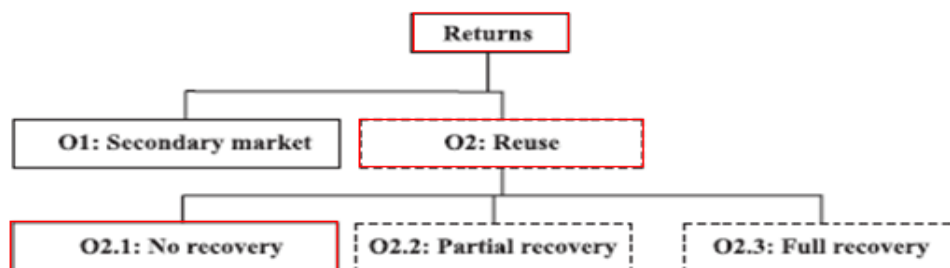 Returns
O1: Secondary market
O2: Reuse
O2.1: No recovery
O2.2: Partial recovery
O2.3: Full recovery